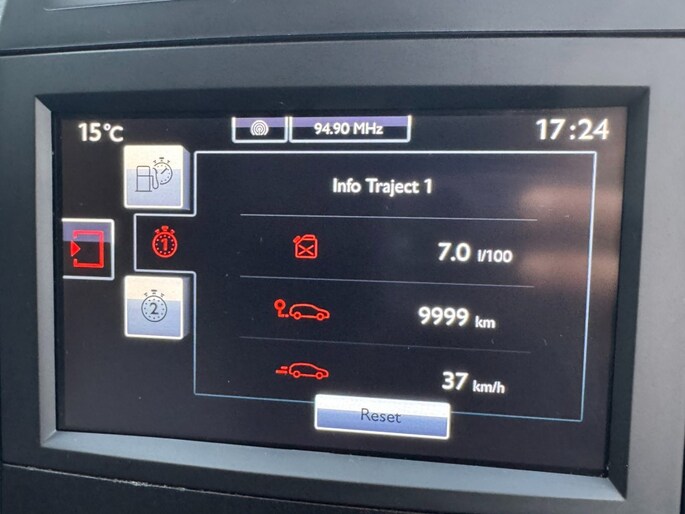 15°C
94.90 MHz
17:24
Info Traject 1
1
7.0 l/100
2
9999 km
37 km/h
Reset